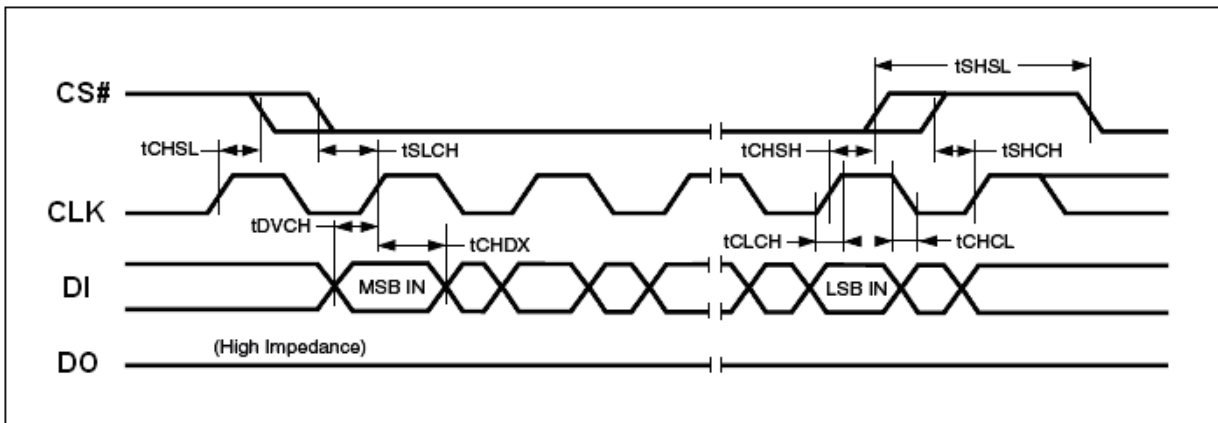 tSHSL
CS#
tCHSL
tSLCH
tCHSH
tSHCH
CLK
tDVCH
tCHDX
tCLCH
tCHCL
DI
MSB IN
LSB IN
(High Impedance)
DO